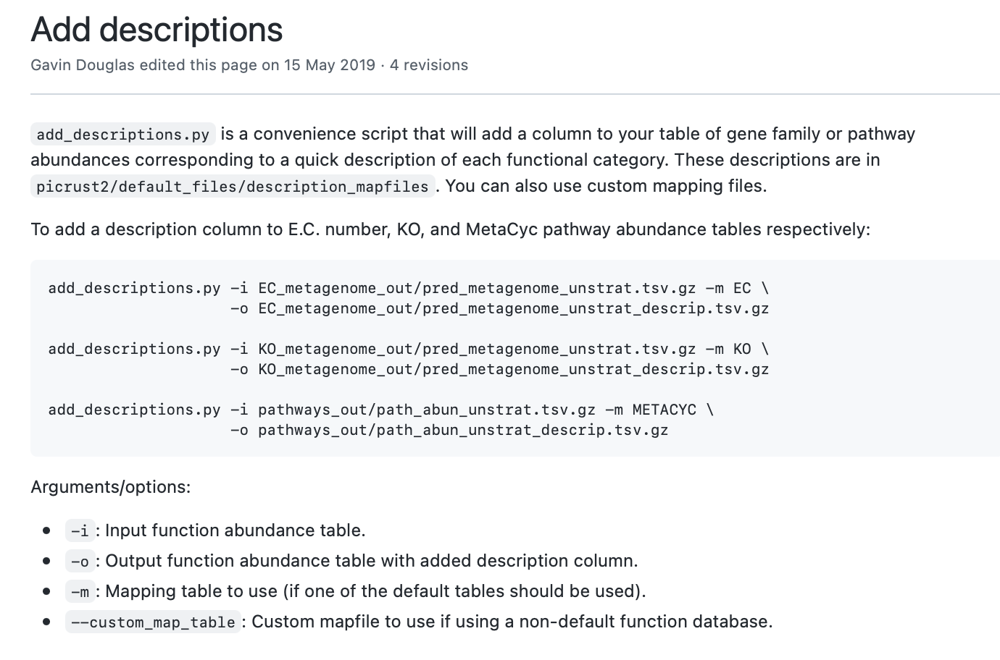 Add descriptions
Gavin Douglas edited this page on 15 May 2019 · 4 revisions
add_descriptions.py is a convenience script that will add a column to your table of gene family or pathway
abundances corresponding to a quick description of each functional category. These descriptions are in
picrust2/default_files/description_mapfiles . You can also use custom mapping files.
To add a description column to E.C. number, KO, and MetaCyc pathway abundance tables respectively:
add_descriptions.py -i EC_metagenome_out/pred_metagenome_unstrat.tsv.gz -m EC \
-o EC_metagenome_out/pred_metagenome_unstrat_descrip.tsv.gz
add_descriptions.py -i KO_metagenome_out/pred_metagenome_unstrat.tsv.gz -m KO \
-o KO_metagenome_out/pred_metagenome_unstrat_descrip.tsv.gz
add_descriptions.py -i pathways_out/path_abun_unstrat.tsv.gz -m METACYC \
-o pathways_out/path_abun_unstrat_descrip.tsv.gz
Arguments/options:
• -i : Input function abundance table.
• -o : Output function abundance table with added description column.
• -m : Mapping table to use (if one of the default tables should be used).
• --custom_map_table : Custom mapfile to use if using a non-default function database.